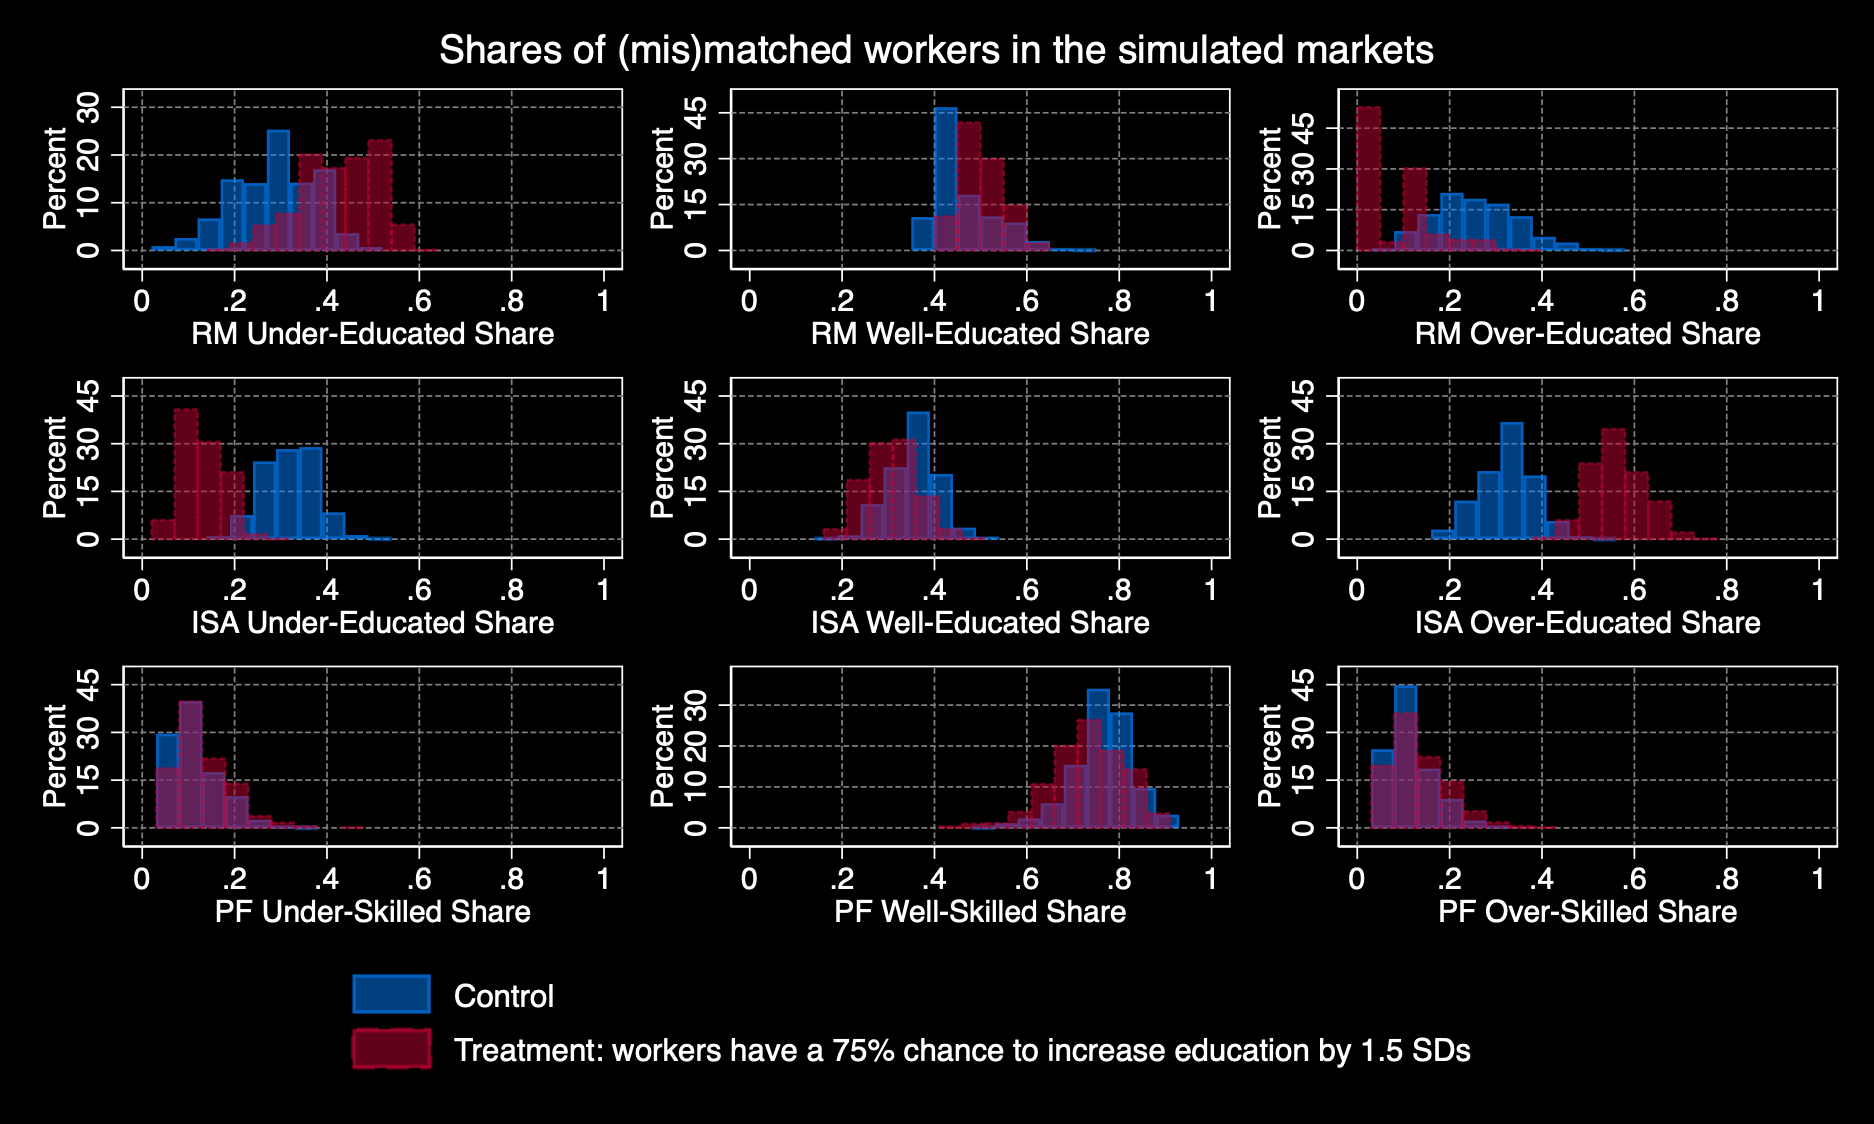 Shares of (mis)matched workers in the simulated markets
Percent
0 10 20 30
0 .2 .4 .6 .8 1
RM Under-Educated Share
Percent
0 15 30 45
0 .2 .4 .6 .8 1
RM Well-Educated Share
Percent
0 15 30 45
0 .2 .4 .6 .8 1
RM Over-Educated Share
Percent
0 15 30 45
0 .2 .4 .6 .8 1
ISA Under-Educated Share
Percent
0 15 30 45
0 .2 .4 .6 .8 1
ISA Well-Educated Share
Percent
0 15 30 45
0 .2 .4 .6 .8 1
ISA Over-Educated Share
Percent
0 15 30 45
0 .2 .4 .6 .8 1
PF Under-Skilled Share
Percent
0 10 20 30
0 .2 .4 .6 .8 1
PF Well-Skilled Share
Percent
0 15 30 45
0 .2 .4 .6 .8 1
PF Over-Skilled Share
Control
Treatment: workers have a 75% chance to increase education by 1.5 SDs